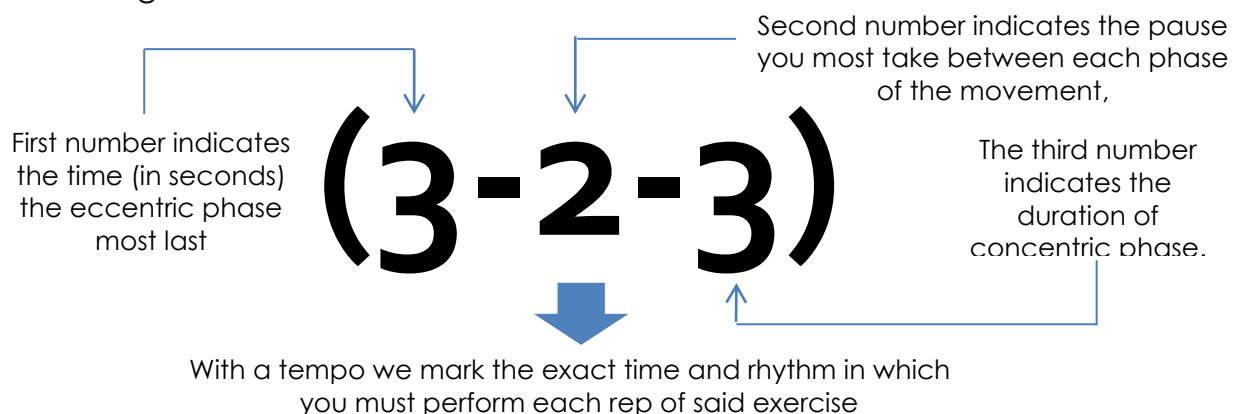 Second number indicates the pause
you most take between each phase
of the movement,
First number indicates
the time (in seconds)
the eccentric phase
most last
(3-2-3)
The third number
indicates the
duration of
concentric phase.
With a tempo we mark the exact time and rhythm in which
you must perform each rep of said exercise